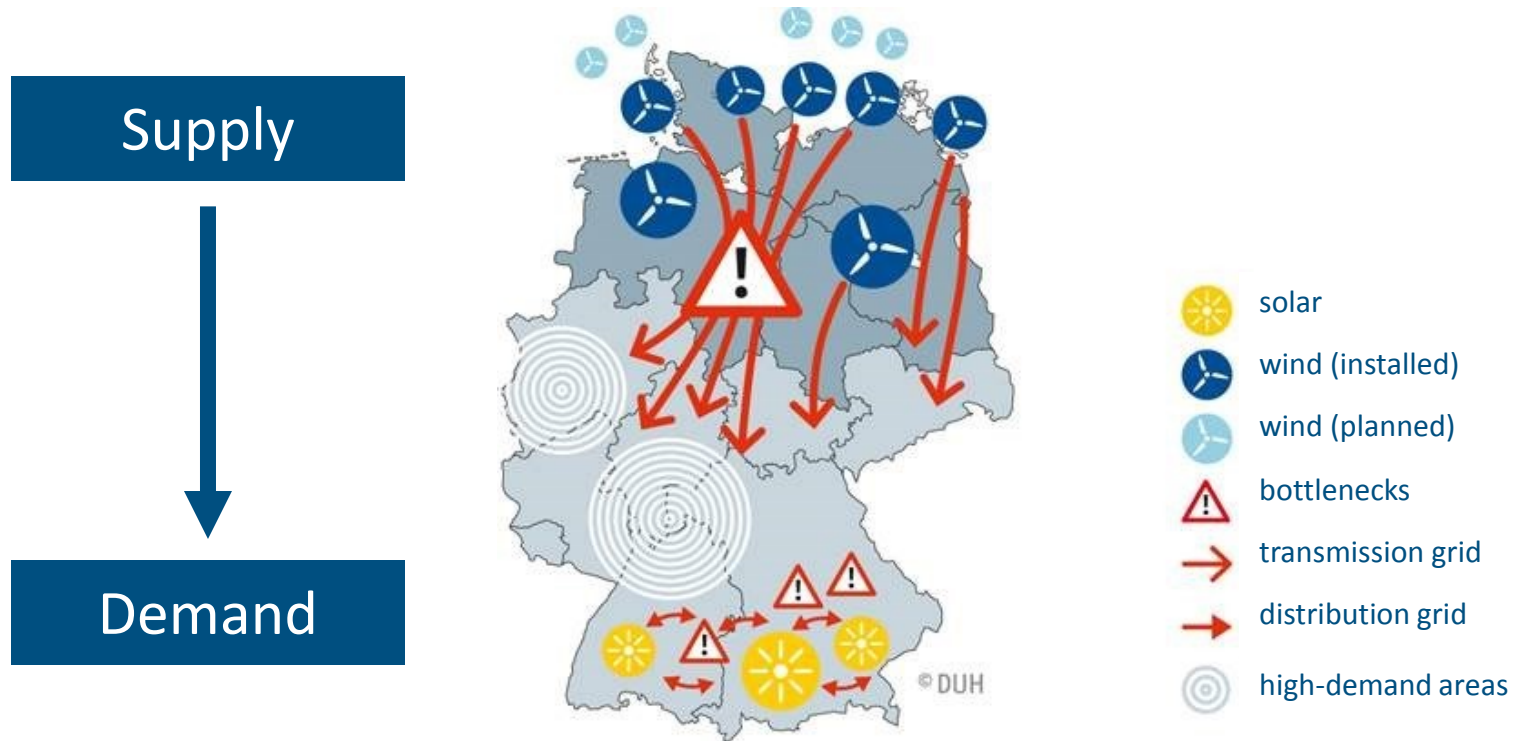 Supply
Demand
!
!
!
!
© DUH
solar
wind (installed)
wind (planned)
!
bottlenecks
transmission grid
distribution grid
high-demand areas